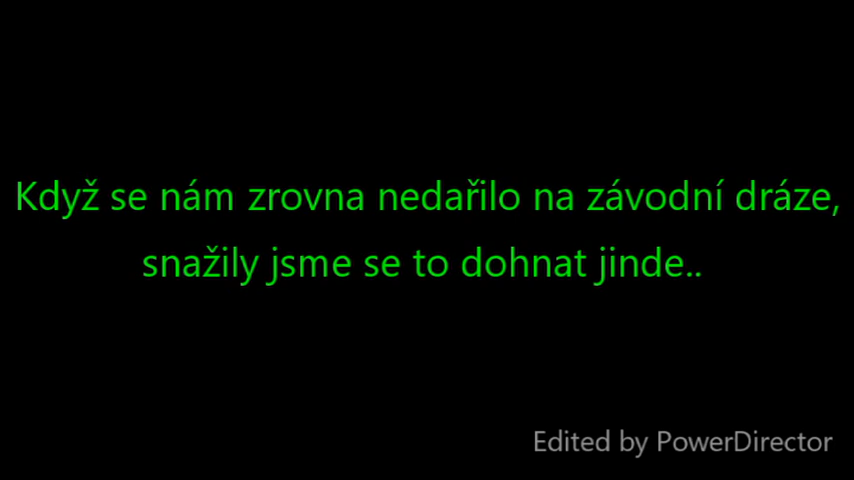 Když se nám zrovna nedařilo na závodní dráze,
snažily jsme se to dohnat jinde..
Edited by PowerDirector